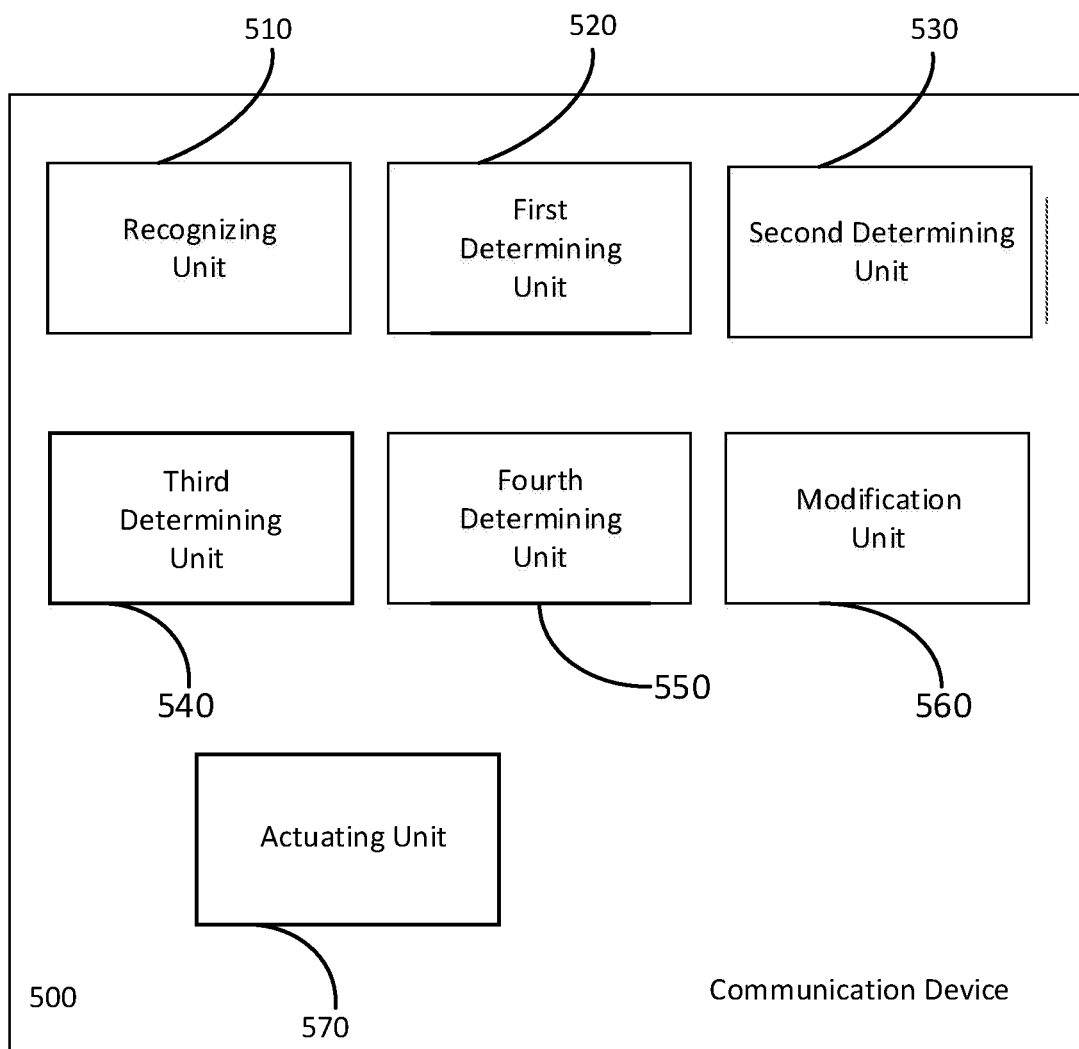 510
520
530
Recognizing
Unit
First
Determining
Unit
Second Determining
Unit
Third
Determining
Unit
Fourth
Determining
Unit
Modification
Unit
540
550
560
Actuating Unit
500
Communication Device
570